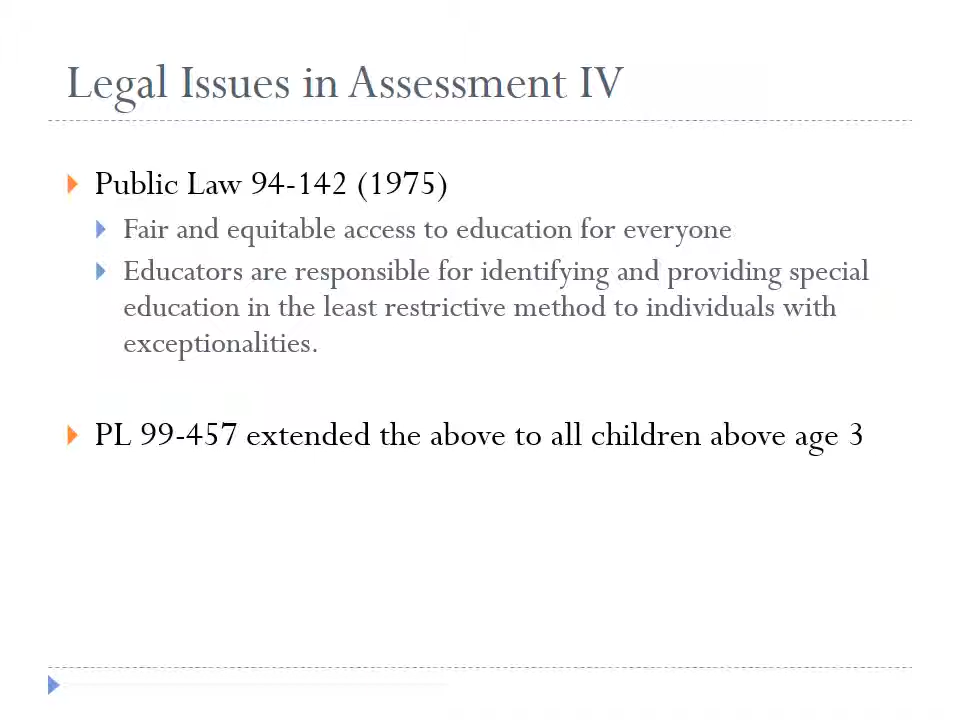 Legal Issues in Assessment IV
Public Law 94-142 (1975)
Fair and equitable access to education for everyone
Educators are responsible for identifying and providing special
education in the least restrictive method to individuals with
exceptionalities.
PL 99-457 extended the above to all children above age 3